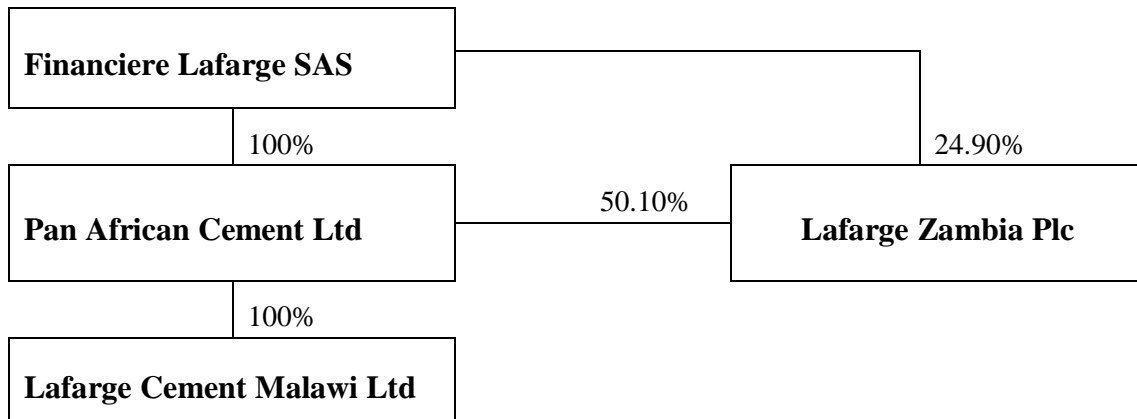 Financiere Lafarge SAS
100%
24.90%
50.10%
Pan African Cement Ltd
Lafarge Zambia Plc
100%
Lafarge Cement Malawi Ltd